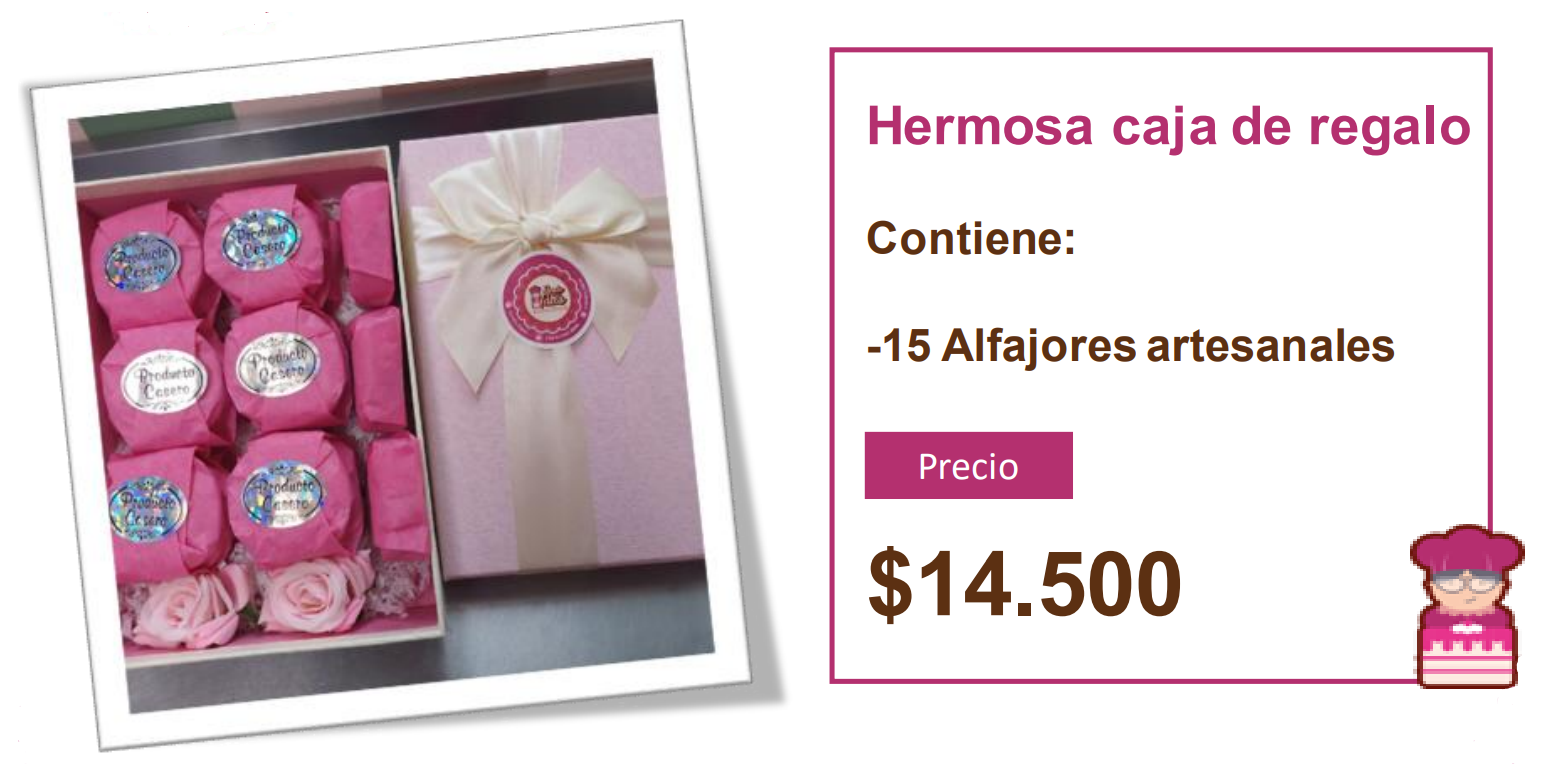 Producto
Casero
Producto
Casero
Producto
Casero
Producto
Casero
Producto
Casero
Producto
Casero
Hermosa caja de regalo
Contiene:
-15 Alfajores artesanales
Precio
$14.500